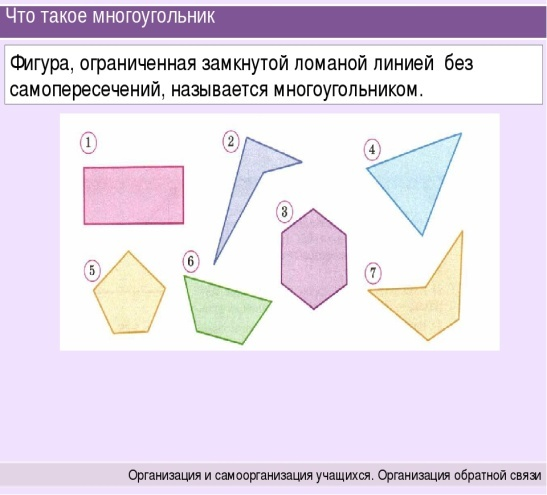 Что такое многоугольник
Фигура, ограниченная замкнутой ломаной линией без
самопересечений, называется многоугольником.
1
2
4
3
5
6
7
Организация и самоорганизация учащихся. Организация обратной связи